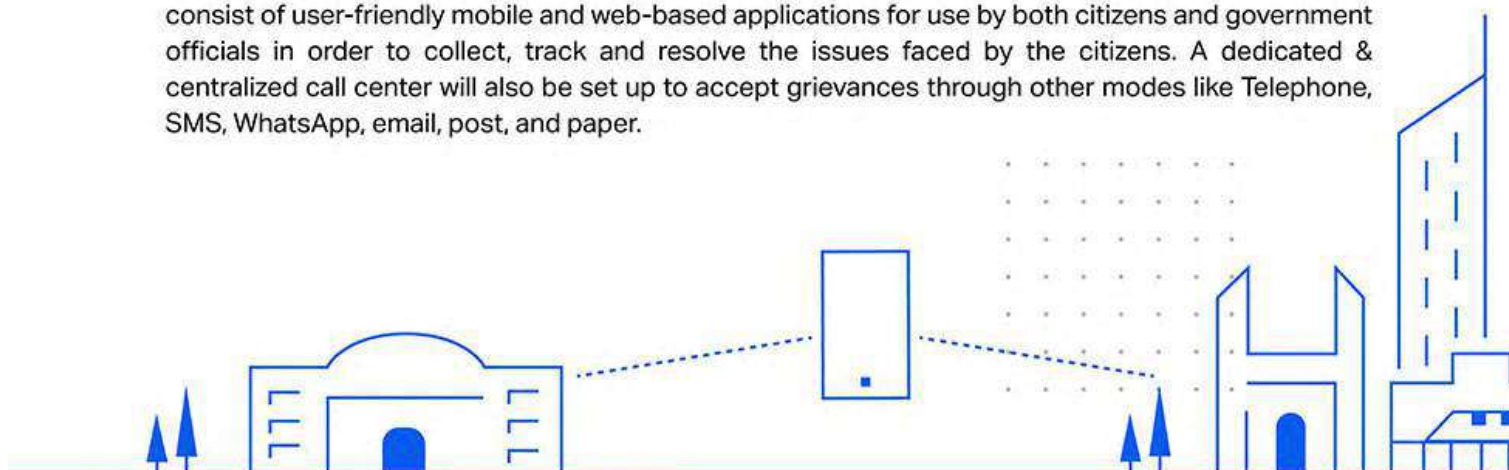 consist of user-friendly mobile and web-based applications for use by both citizens and government
officials in order to collect, track and resolve the issues faced by the citizens. A dedicated &
centralized call center will also be set up to accept grievances through other modes like Telephone,
SMS, WhatsApp, email, post, and paper.